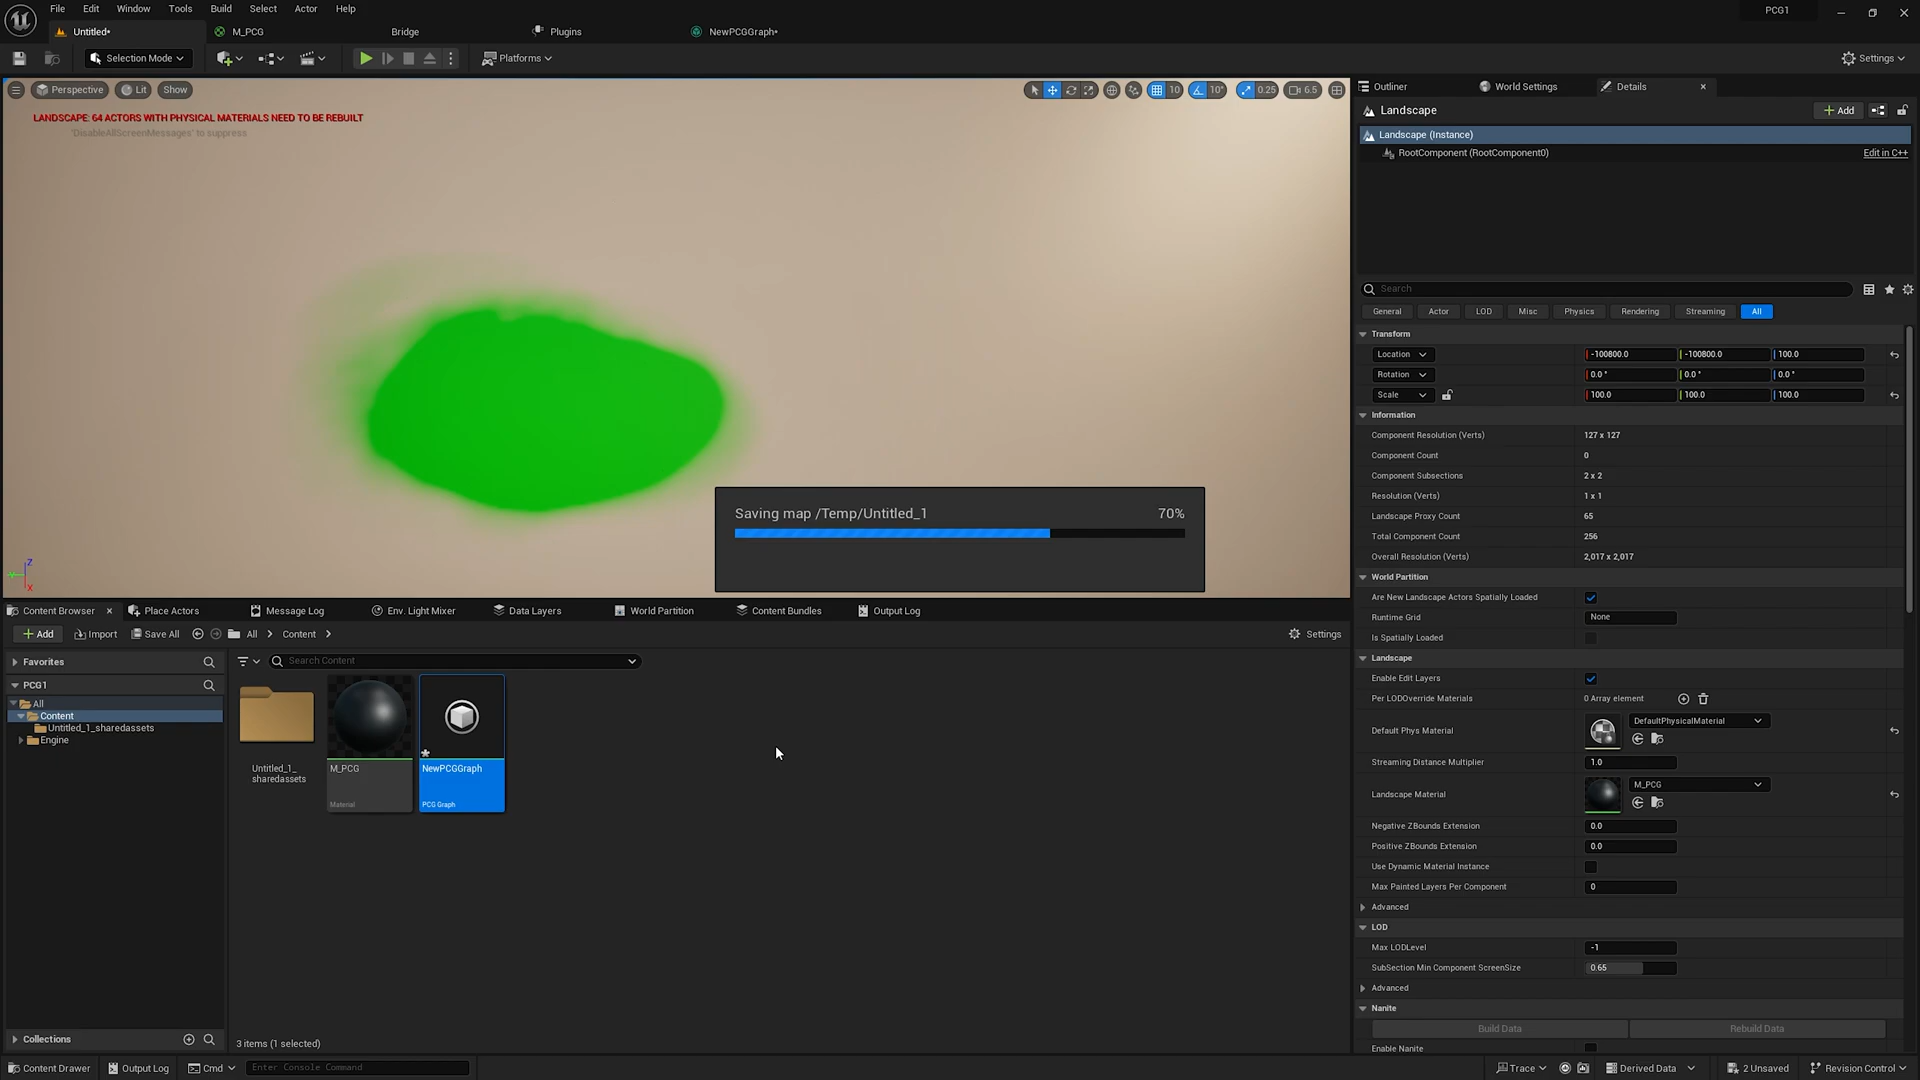 File Edit Window Tools Build Select Actor Help
PCG1
Untitled• M_PCG Bridge Plugins NewPCGGraph•
Selection Mode Platforms Settings
Perspective Lit Show 10 10° 0.25 6.5
LANDSCAPE: 64 ACTORS WITH PHYSICAL MATERIALS NEED TO BE REBUILT
'DisableAllScreenMessages' to suppress
Saving map /Temp/Untitled_1 70%
Z
X
Content Browser Place Actors Message Log Env. Light Mixer Data Layers World Partition Content Bundles Output Log
Add Import Save All All Content Settings
Favorites
Search Content
PCG1
All
Content
Untitled_1_sharedassets
Engine
Untitled_1_
sharedassets
M_PCG
Material
NewPCGGraph
PCG Graph
Collections
3 items (1 selected)
Outliner World Settings Details
Landscape Add
Landscape (Instance)
RootComponent (RootComponent0) Edit in C++
Search
General Actor LOD Misc Physics Rendering Streaming All
Transform
Location -100800.0 -100800.0 100.0
Rotation 0.0 ° 0.0 ° 0.0 °
Scale 100.0 100.0 100.0
Information
Component Resolution (Verts) 127 x 127
Component Count 0
Component Subsections 2 x 2
Resolution (Verts) 1 x 1
Landscape Proxy Count 65
Total Component Count 256
Overall Resolution (Verts) 2,017 x 2,017
World Partition
Are New Landscape Actors Spatially Loaded
Runtime Grid None
Is Spatially Loaded
Landscape
Enable Edit Layers
Per LODOverride Materials 0 Array element
Default Phys Material DefaultPhysicalMaterial
Streaming Distance Multiplier 1.0
Landscape Material M_PCG
Negative ZBounds Extension 0.0
Positive ZBounds Extension 0.0
Use Dynamic Material Instance
Max Painted Layers Per Component 0
Advanced
LOD
Max LODLevel -1
SubSection Min Component ScreenSize 0.65
Advanced
Nanite
Build Data Rebuild Data
Enable Nanite
Content Drawer Output Log Cmd Enter Console Command Trace Derived Data 2 Unsaved Revision Control